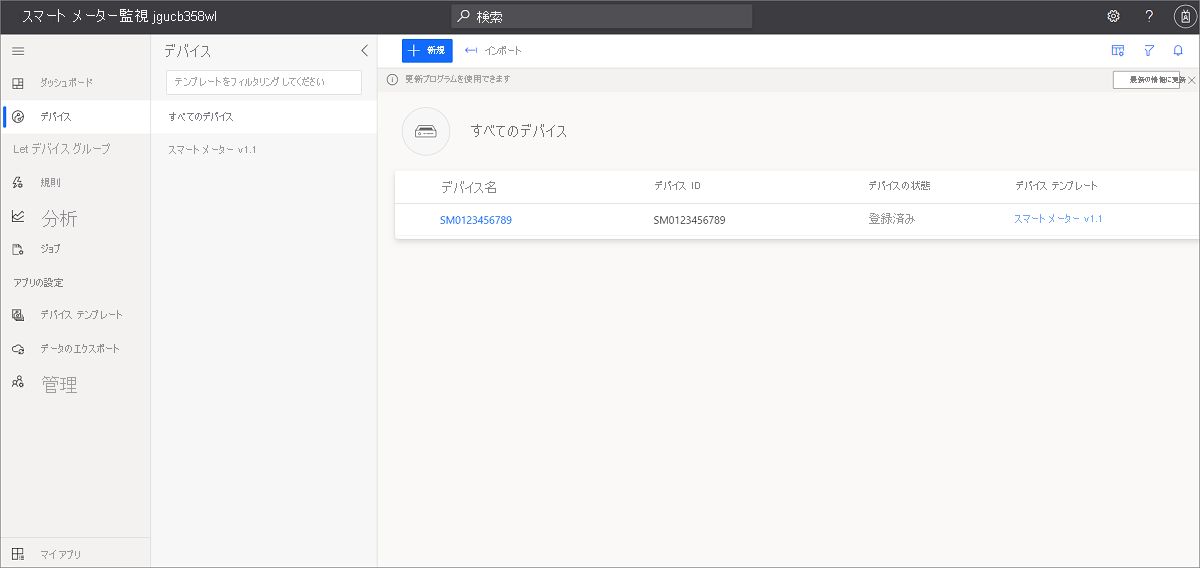 スマート メーター監視 jgucb358wl
検索
?
ダッシュボード
デバイス
Let デバイス グループ
規則
分析
ジョブ
アプリの設定
デバイス テンプレート
データのエクスポート
管理
マイ アプリ
デバイス
テンプレートをフィルタリング してください
すべてのデバイス
スマート メーター v1.1
新規
インポート
更新プログラムを使用できます
最新の情報に更新
すべてのデバイス
デバイス名 デバイス ID デバイスの状態 デバイス テンプレート
SM0123456789 SM0123456789 登録済み スマート メーター v1.1